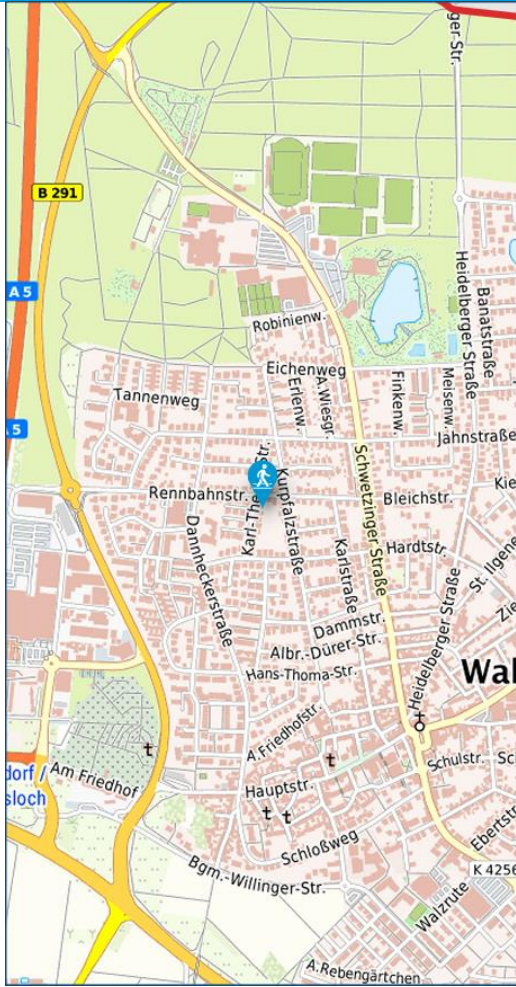 ger Str.
B 291
A 5
Heidelberger Straße
Banatstraße
Robinienw.
Eichenweg
Erlenw.
A.Wiesgr.
Finkenw.
Meisenw.
Tannenweg
A 5
Jahnstraße
Schwetzinger Straße
Karl-The
str.
Kurpfalzstraße
Rennbahnstr.
Bleichstr.
Kie
Dannheckerstraße
Karlstraße
Hardtstr.
St. Ilgene
Zie
Dammstr.
Albr.-Dürer-Str.
Heidelberger Straße
Hans-Thoma-Str.
Wal
A.Friedhofstr.
Schulstr.
Sc
dorf /
sloch
Am Friedhof
Hauptstr.
Schloßweg
Ebertstr
K 4256
Bgm.-Willinger-Str.
Walzrute
A.Rebengärtchen